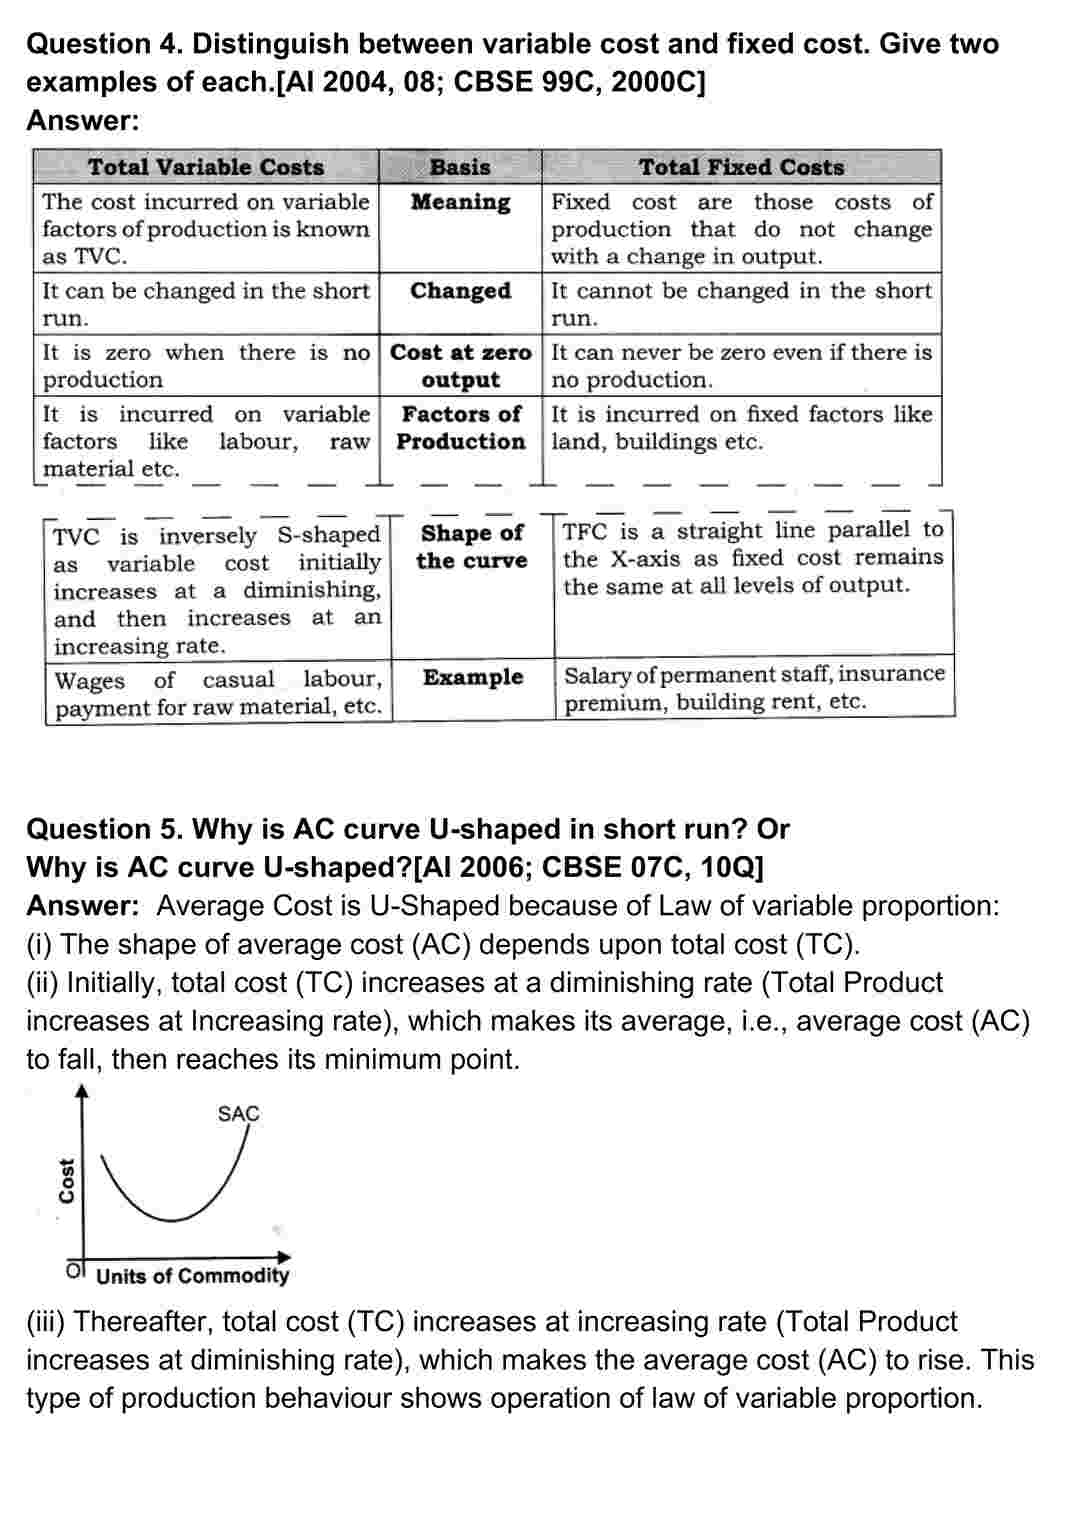 Question 4. Distinguish between variable cost and fixed cost. Give two
examples of each.[AI 2004, 08; CBSE 99C, 2000C]
Answer:
Total Variable Costs Basis Total Fixed Costs
The cost incurred on variable Meaning Fixed cost are those costs of
factors of production is known production that do not change
as TVC. with a change in output.
It can be changed in the short Changed It cannot be changed in the short
run. run.
It is zero when there is no Cost at zero It can never be zero even if there is
production output no production.
It is incurred on variable Factors of It is incurred on fixed factors like
factors like labour, raw Production land, buildings etc.
material etc.
TVC is inversely S-shaped Shape of TFC is a straight line parallel to
as variable cost initially the curve the X-axis as fixed cost remains
increases at a diminishing, the same at all levels of output.
and then increases at an
increasing rate.
Wages of casual labour, Example Salary of permanent staff, insurance
payment for raw material, etc. premium, building rent, etc.
Question 5. Why is AC curve U-shaped in short run? Or
Why is AC curve U-shaped?[AI 2006; CBSE 07C, 10Q]
Answer: Average Cost is U-Shaped because of Law of variable proportion:
(i) The shape of average cost (AC) depends upon total cost (TC).
(ii) Initially, total cost (TC) increases at a diminishing rate (Total Product
increases at Increasing rate), which makes its average, i.e., average cost (AC)
to fall, then reaches its minimum point.
SAC
Cost
O
Units of Commodity
(iii) Thereafter, total cost (TC) increases at increasing rate (Total Product
increases at diminishing rate), which makes the average cost (AC) to rise. This
type of production behaviour shows operation of law of variable proportion.